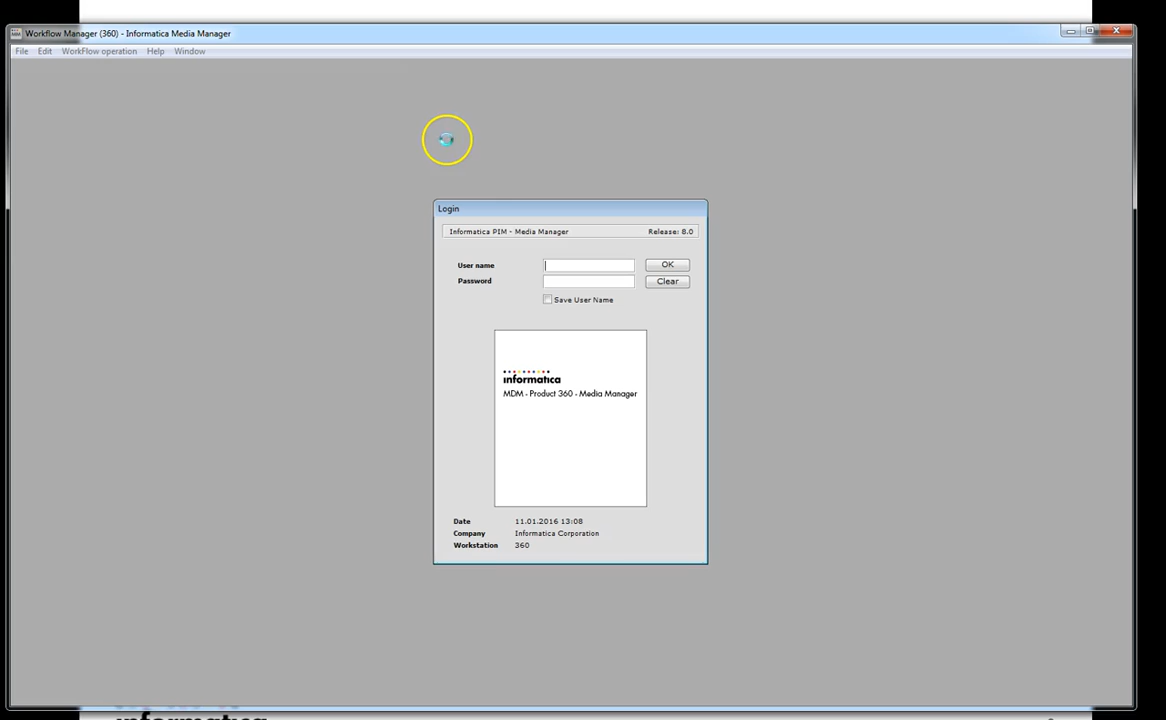 Workflow Manager (360) - Informatica Media Manager
File Edit WorkFlow operation Help Window
Login
Informatica PIM - Media Manager Release: 8.0
User name OK
Password Clear
Save User Name
informatica
MDM - Product 360 - Media Manager
Date 11.01.2016 13:08
Company Informatica Corporation
Workstation 360
informatica